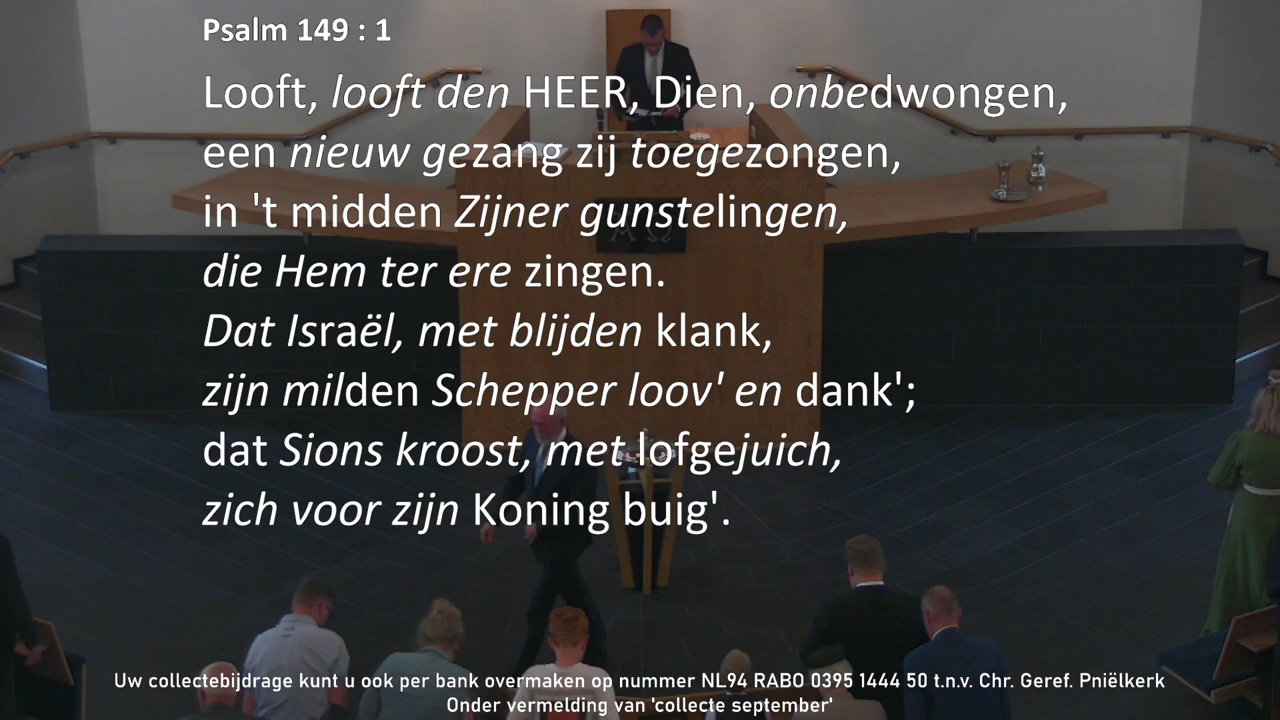 Psalm 149 : 1
Looft, looft den HEER, Dien, onbedwongen,
een nieuw gezang zij toegezongen,
in 't midden Zijner gunstelingen,
die Hem ter ere zingen.
Dat Israël, met blijden klank,
zijn milden Schepper loov' en dank';
dat Sions kroost, met lofgejuich,
zich voor zijn Koning buig'.
Uw collectebijdrage kunt u ook per bank overmaken op nummer NL94 RABO 0395 1444 50 t.n.v. Chr. Geref. Pniëlkerk
Onder vermelding van 'collecte september'